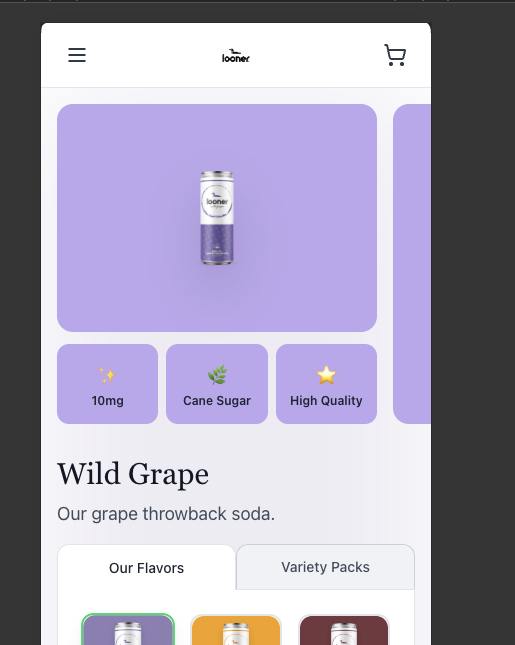 looner
looner
10mg
Cane Sugar
High Quality
Wild Grape
Our grape throwback soda.
Our Flavors
Variety Packs